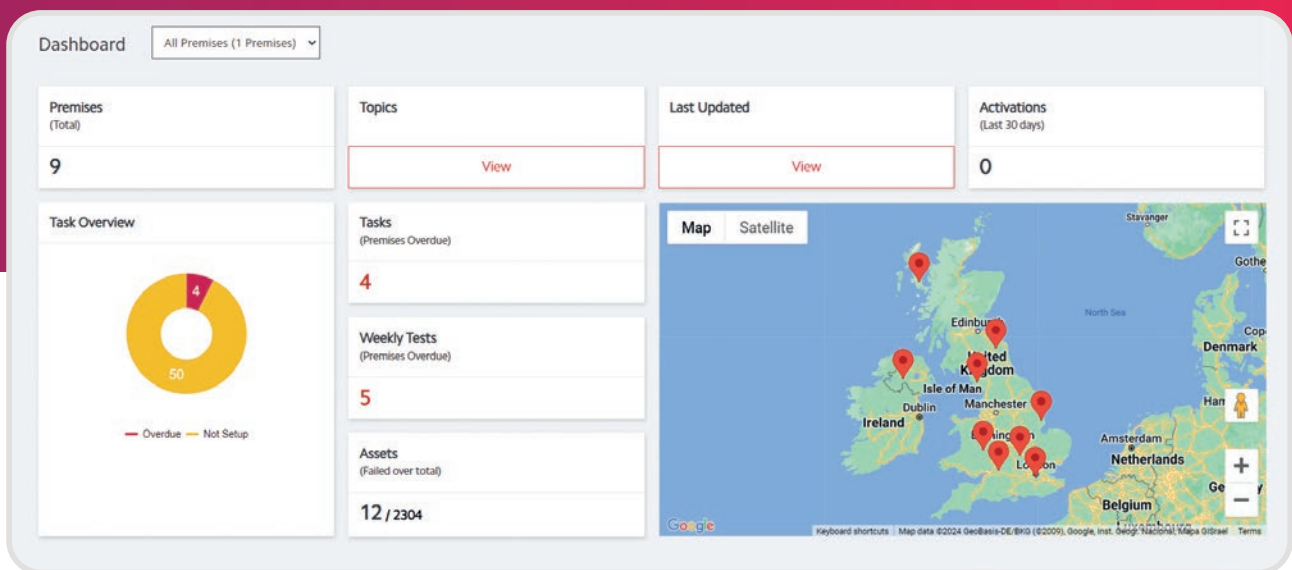 Dashboard
All Premises (1 Premises)
Premises
(Total)
9
Topics
View
Last Updated
View
Activations
(Last 30 days)
0
Task Overview
4
50
Overdue
Not Setup
Tasks
(Premises Overdue)
4
Weekly Tests
(Premises Overdue)
5
Assets
(Failed over total)
12 / 2304
Map
Satellite
Stavanger
North Sea
Denmark
United
Kingdom
Isle of Man
Dublin
Manchester
Ireland
Amsterdam
Netherlands
Belgium
Google
Keyboard shortcuts
Map data ©2024 GeoBasis-DE/BKG (©2009), Google, Inst. Geogr. Nacional, Mapa GISrael
Terms